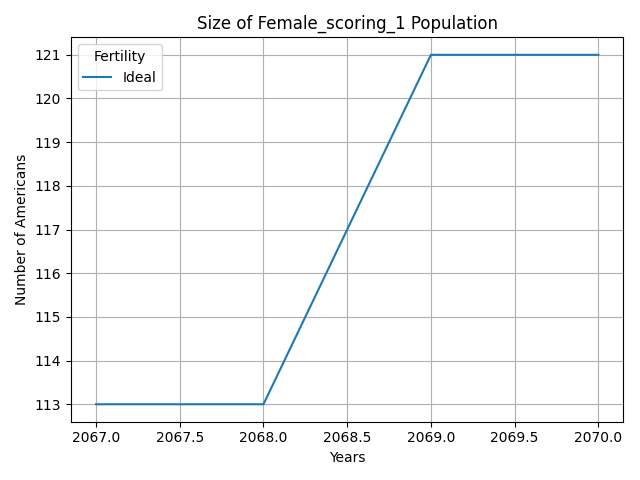 Size of Female_scoring_1 Population
Fertility
Ideal
Number of Americans
121
120
119
118
117
116
115
114
113
2067.0 2067.5 2068.0 2068.5 2069.0 2069.5 2070.0
Years